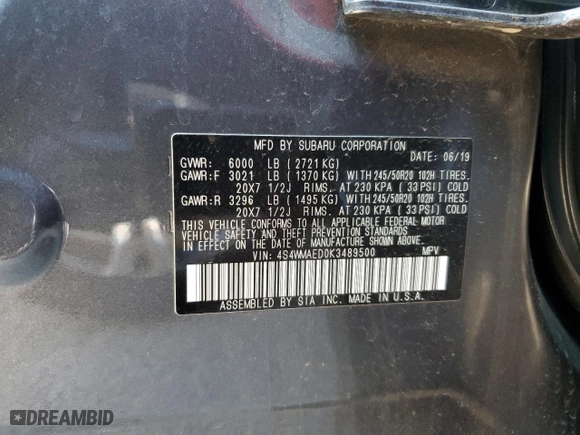 MFD BY SUBARU CORPORATION
GVWR: 6000 LB ( 2721 KG) DATE: 06/19
GAWR:F 3021 LB ( 1370 KG) WITH 245/50R20 102H TIRES.
20X7 1/2J RIMS, AT 230 KPA ( 33 PSI) COLD
GAWR:R 3296 LB ( 1495 KG) WITH 245/50R20 102H TIRES.
20X7 1/2J RIMS, AT 230 KPA ( 33 PSI) COLD
THIS VEHICLE CONFORMS TO ALL APPLICABLE FEDERAL MOTOR
VEHICLE SAFETY AND THEFT PREVENTION STANDARDS
IN EFFECT ON THE DATE OF MANUFACTURE SHOWN ABOVE.
VIN: 4S4WMAED0K3489500 MPV
ASSEMBLED BY SIA INC. MADE IN U.S.A.
DREAMBID